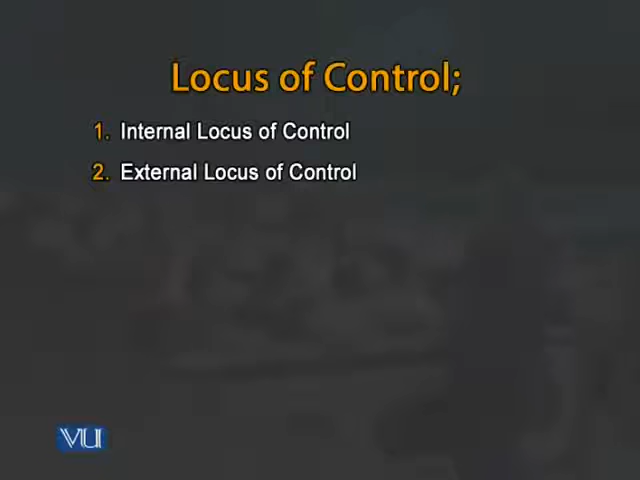 Locus of Control;
1. Internal Locus of Control
2. External Locus of Control
VU